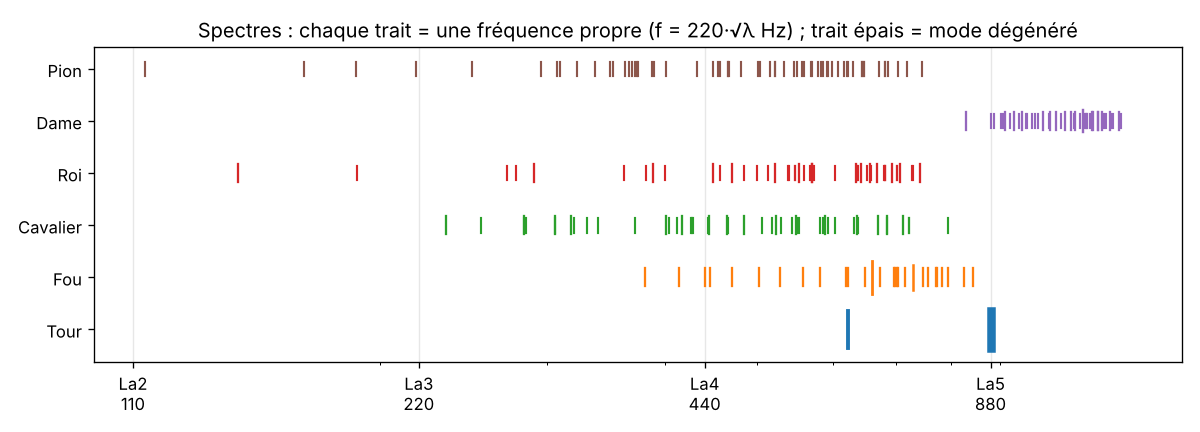 Spectres : chaque trait = une fréquence propre (f = 220·√λ Hz) ; trait épais = mode dégénéré
Pion
Dame
Roi
Cavalier
Fou
Tour
La2
110
La3
220
La4
440
La5
880